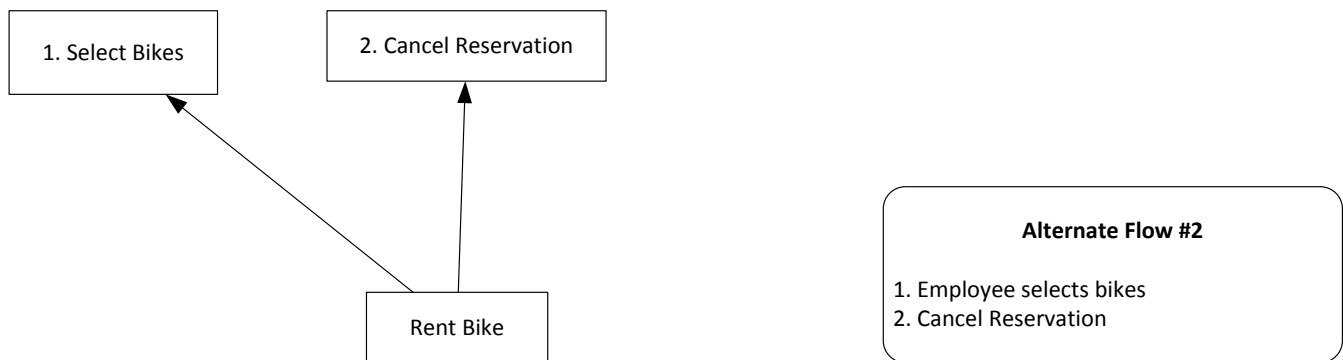 1. Select Bikes
2. Cancel Reservation
Rent Bike
Alternate Flow #2
1. Employee selects bikes
2. Cancel Reservation